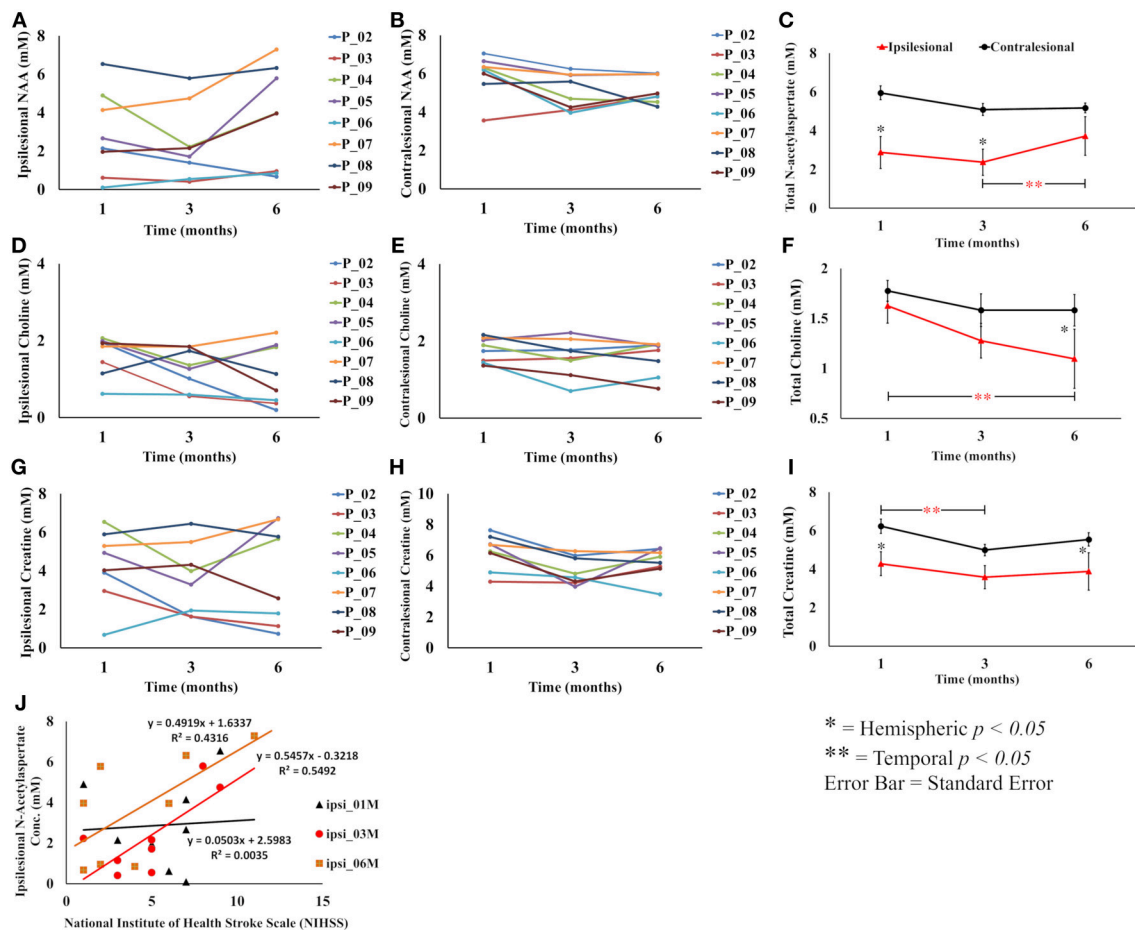 A
Ipsilesional NAA (mM)
8
6
4
2
0
1
3
6
Time (months)
P_02
P_03
P_04
P_05
P_06
P_07
P_08
P_09
B
Contralesional NAA (mM)
8
6
4
2
0
1
3
6
Time (months)
P_02
P_03
P_04
P_05
P_06
P_07
P_08
P_09
C
Ipsilesional
Contralesional
Total N-acetylaspertate (mM)
8
6
4
2
0
*
*
**
1
3
6
Time (months)
D
Ipsilesional Choline (mM)
4
2
0
1
3
6
Time (months)
P_02
P_03
P_04
P_05
P_06
P_07
P_08
P_09
E
Contralesional Choline (mM)
4
2
0
1
3
6
Time (months)
P_02
P_03
P_04
P_05
P_06
P_07
P_08
P_09
F
Total Choline (mM)
2
1.5
1
0.5
*
**
1
3
6
Time (months)
G
Ipsilesional Creatine (mM)
8
6
4
2
0
1
3
6
Time (months)
P_02
P_03
P_04
P_05
P_06
P_07
P_08
P_09
H
Contralesional Creatine (mM)
10
8
6
4
2
0
1
3
6
Time (months)
P_02
P_03
P_04
P_05
P_06
P_07
P_08
P_09
I
Total Creatine (mM)
8
6
4
2
0
**
*
*
1
3
6
Time (months)
J
Ipsilesional N-Acetylaspertate
Conc. (mM)
8
6
4
2
0
y = 0.4919x + 1.6337
R² = 0.4316
y = 0.5457x - 0.3218
R² = 0.5492
y = 0.0503x + 2.5983
R² = 0.0035
ipsi_01M
ipsi_03M
ipsi_06M
0
5
10
15
National Institute of Health Stroke Scale (NIHSS)
* = Hemispheric p < 0.05
** = Temporal p < 0.05
Error Bar = Standard Error